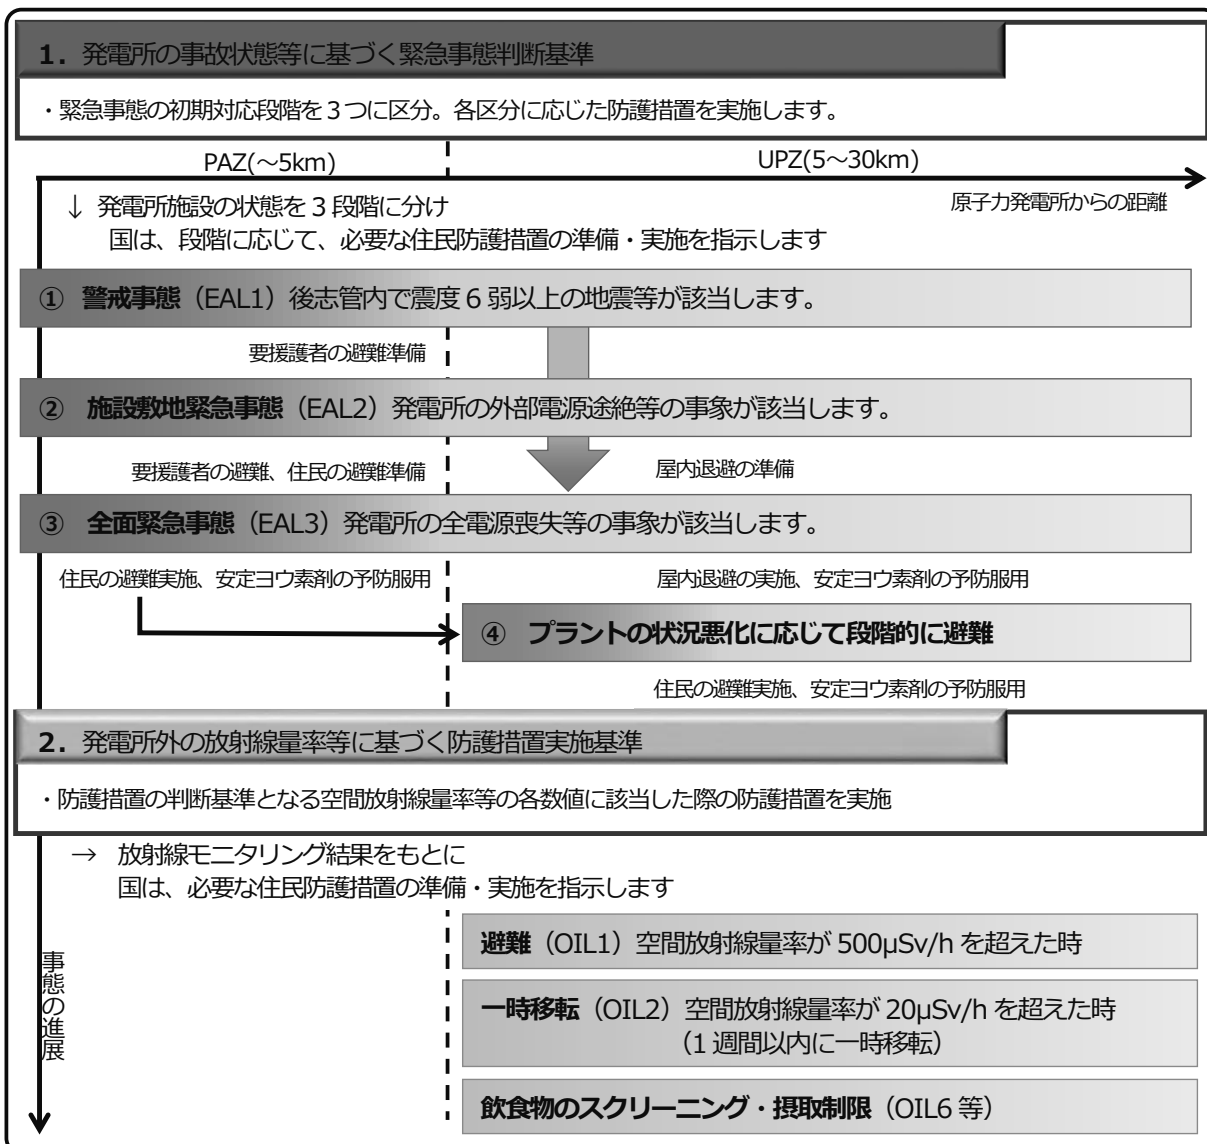 1．発電所の事故状態等に基づく緊急事態判断基準
・緊急事態の初期対応段階を３つに区分。各区分に応じた防護措置を実施します。
PAZ(～5km)
UPZ(5～30km)
原子力発電所からの距離
↓ 発電所施設の状態を３段階に分け
国は、段階に応じて、必要な住民防護措置の準備・実施を指示します
① 警戒事態（EAL1）後志管内で震度６弱以上の地震等が該当します。
要援護者の避難準備
② 施設敷地緊急事態（EAL2）発電所の外部電源途絶等の事象が該当します。
要援護者の避難、住民の避難準備
屋内退避の準備
③ 全面緊急事態（EAL3）発電所の全電源喪失等の事象が該当します。
住民の避難実施、安定ヨウ素剤の予防服用
屋内退避の実施、安定ヨウ素剤の予防服用
④ プラントの状況悪化に応じて段階的に避難
住民の避難実施、安定ヨウ素剤の予防服用
2．発電所外の放射線量率等に基づく防護措置実施基準
・防護措置の判断基準となる空間放射線量率等の各数値に該当した際の防護措置を実施
→ 放射線モニタリング結果をもとに
国は、必要な住民防護措置の準備・実施を指示します
避難（OIL1）空間放射線量率が 500μSv/h を超えた時
一時移転（OIL2）空間放射線量率が 20μSv/h を超えた時
（1 週間以内に一時移転）
飲食物のスクリーニング・摂取制限（OIL6 等）
事態の進展